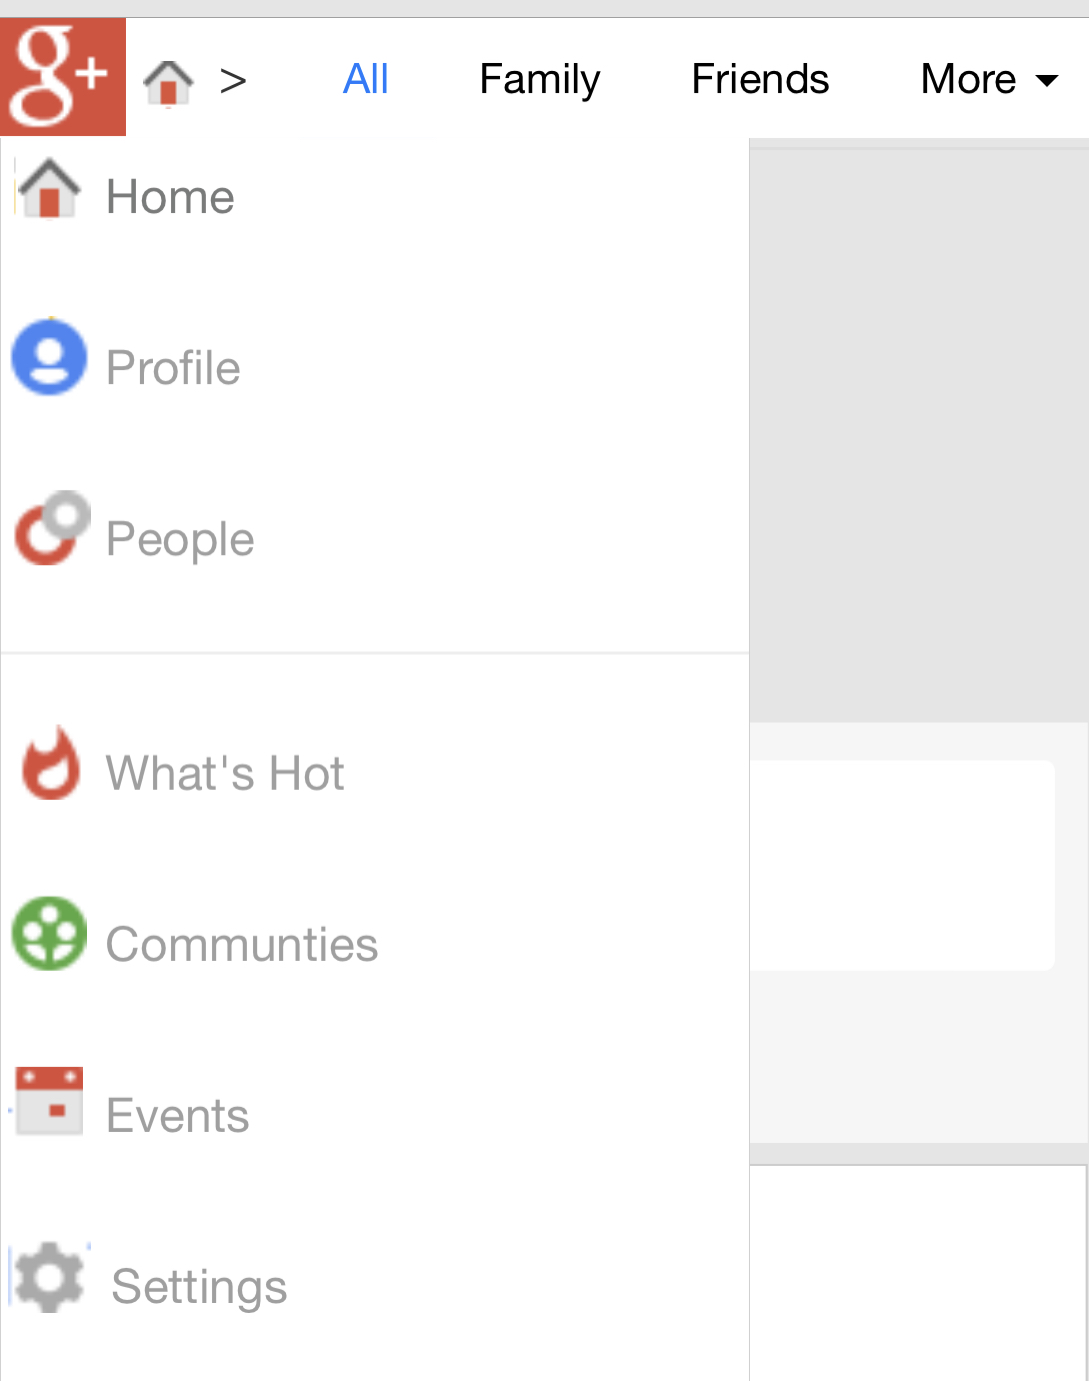 g+ > All Family Friends More
Home
Profile
People
What's Hot
Communties
Events
Settings